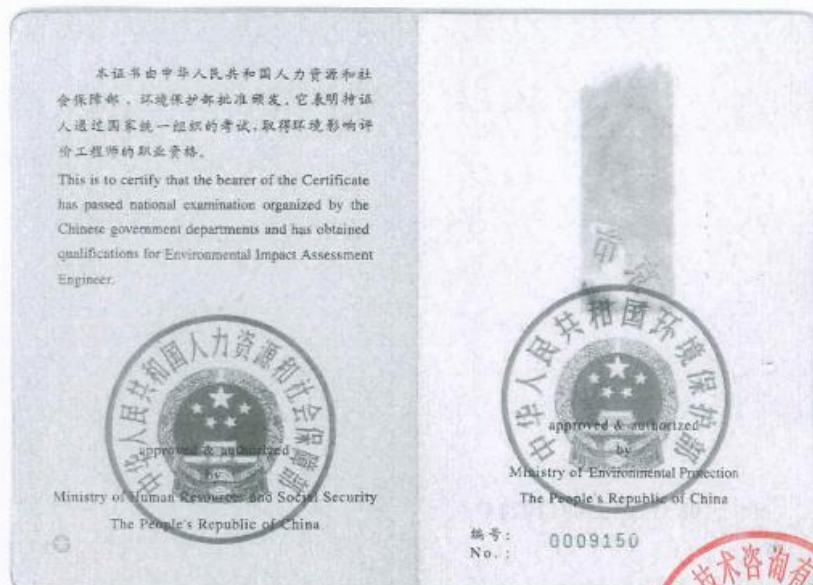 本证书由中华人民共和国人力资源和社
会保障部、环境保护部批准颁发。它表明持证
人通过国家统一组织的考试,取得环境影响评
价工程师的职业资格。
This is to certify that the bearer of the Certificate
has passed national examination organized by the
Chinese government departments and has obtained
qualifications for Environmental Impact Assessment
Engineer.
中华人民共和国人力资源和社会保障部
approved & authorized
by
Ministry of Human Resources and Social Security
The People's Republic of China
中华人民共和国环境保护部
approved & authorized
by
Ministry of Environmental Protection
The People's Republic of China
编号:
No.: 0009150
技术咨询有